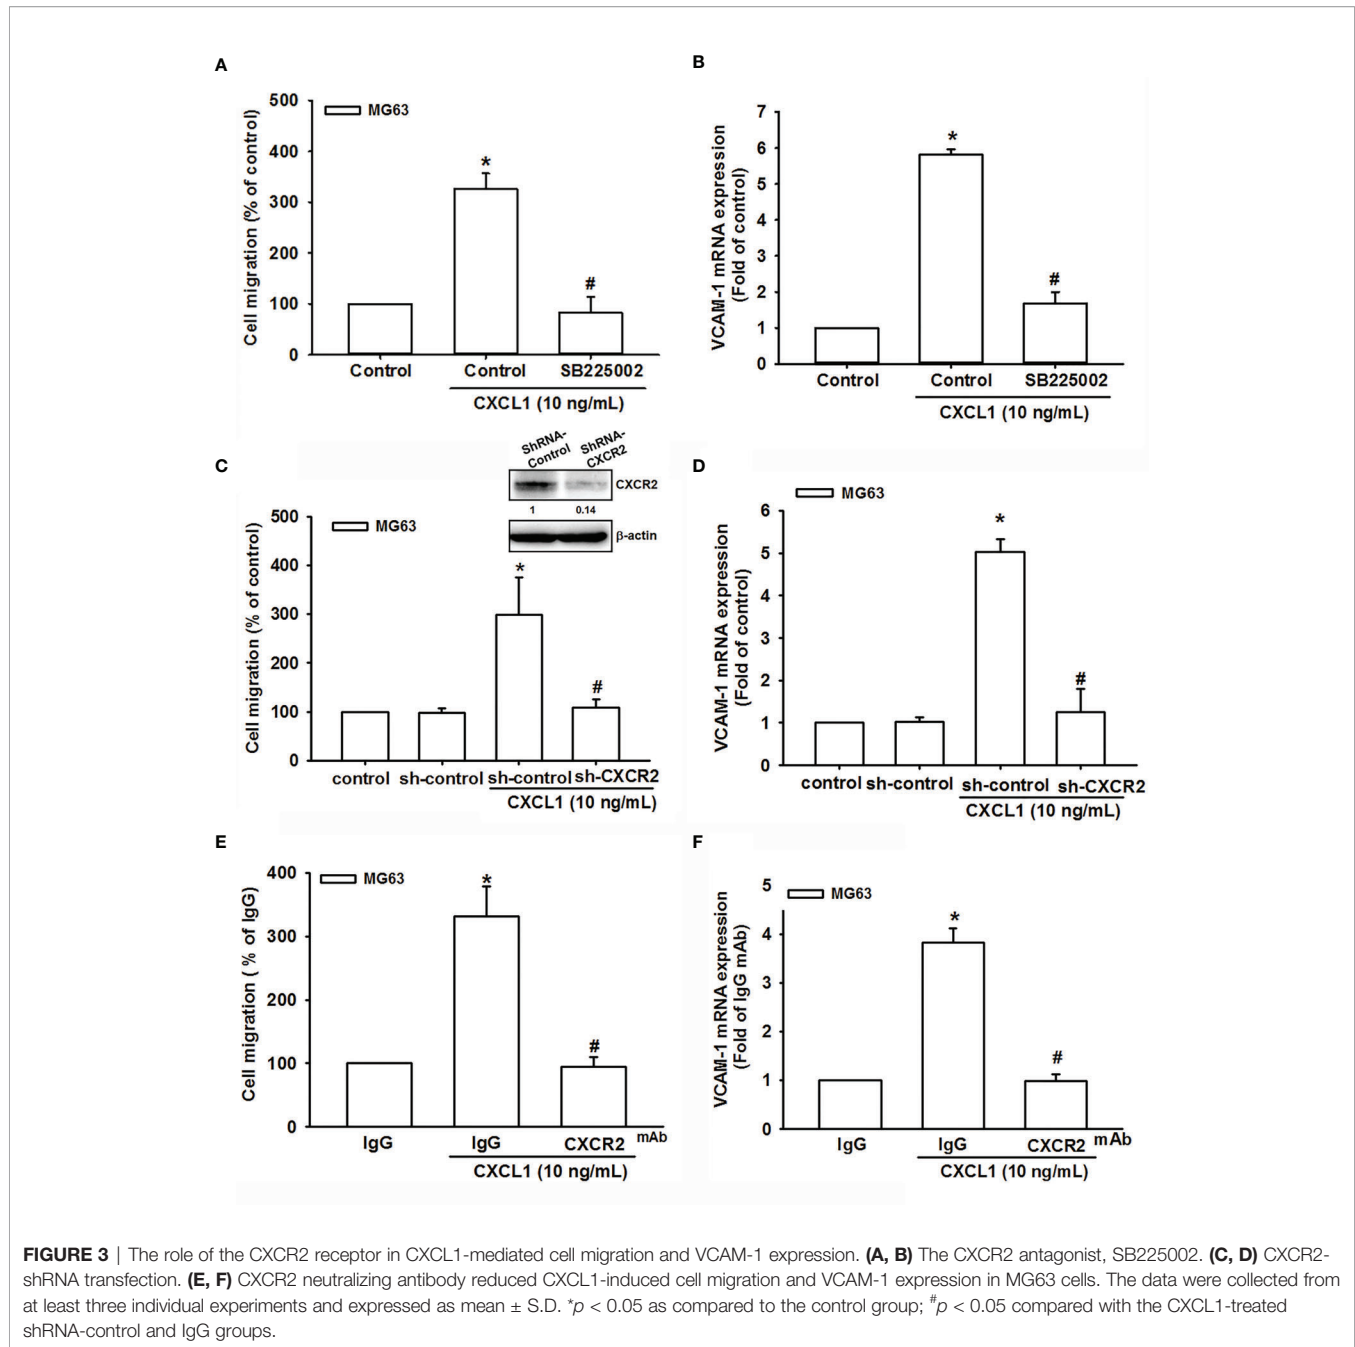 A
Cell migration (% of control)
500
400
300
200
100
0
MG63
*
#
Control
Control
SB225002
CXCL1 (10 ng/mL)
B
VCAM-1 mRNA expression
(Fold of control)
7
6
5
4
3
2
1
0
*
#
Control
Control
SB225002
CXCL1 (10 ng/mL)
C
ShRNA-
Control
ShRNA-
CXCR2
CXCR2
1
0.14
β-actin
Cell migration (% of control)
500
400
300
200
100
0
MG63
*
#
control
sh-control
sh-control
sh-CXCR2
CXCL1 (10 ng/mL)
D
VCAM-1 mRNA expression
(Fold of control)
6
5
4
3
2
1
0
MG63
*
#
control
sh-control
sh-control
sh-CXCR2
CXCL1 (10 ng/mL)
E
Cell migration ( % of IgG)
400
300
200
100
0
MG63
*
#
IgG
IgG
CXCR2
mAb
CXCL1 (10 ng/mL)
F
VCAM-1 mRNA expression
(Fold of IgG mAb)
5
4
3
2
1
0
MG63
*
#
IgG
IgG
CXCR2
mAb
CXCL1 (10 ng/mL)
FIGURE 3 | The role of the CXCR2 receptor in CXCL1-mediated cell migration and VCAM-1 expression. (A, B) The CXCR2 antagonist, SB225002. (C, D) CXCR2-
shRNA transfection. (E, F) CXCR2 neutralizing antibody reduced CXCL1-induced cell migration and VCAM-1 expression in MG63 cells. The data were collected from
at least three individual experiments and expressed as mean ± S.D. *p < 0.05 as compared to the control group; #p < 0.05 compared with the CXCL1-treated
shRNA-control and IgG groups.